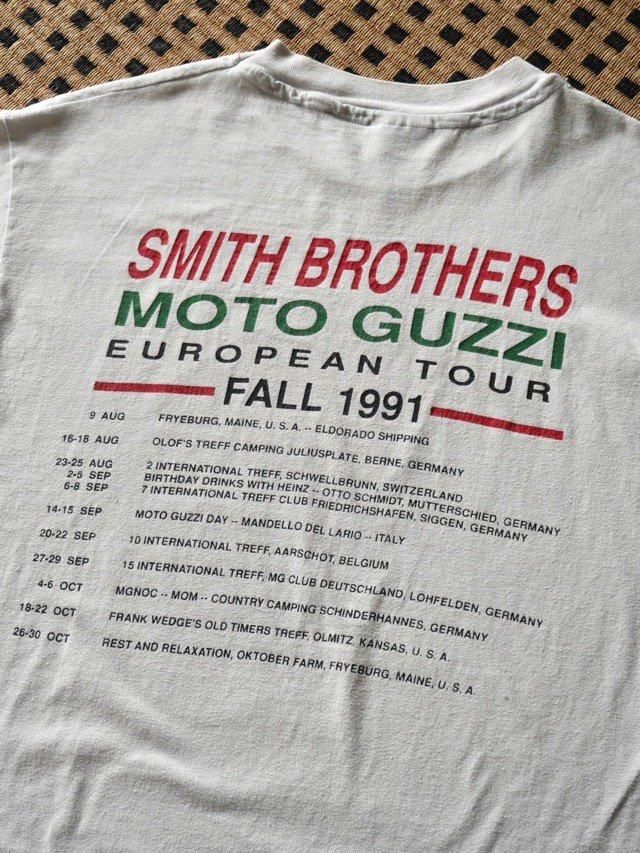 SMITH BROTHERS
MOTO GUZZI
EUROPEAN TOUR
FALL 1991
9 AUG FRYEBURG, MAINE, U. S. A. -- ELDORADO SHIPPING
16-18 AUG OLOF'S TREFF CAMPING JULIUSPLATE, BERNE, GERMANY
23-25 AUG 2 INTERNATIONAL TREFF, SCHWELLBRUNN, SWITZERLAND
2-5 SEP BIRTHDAY DRINKS WITH HEINZ -- OTTO SCHMIDT, MUTTERSCHIED, GERMANY
6-8 SEP 7 INTERNATIONAL TREFF CLUB FRIEDRICHSHAFEN, SIGGEN, GERMANY
14-15 SEP MOTO GUZZI DAY -- MANDELLO DEL LARIO -- ITALY
20-22 SEP 10 INTERNATIONAL TREFF, AARSCHOT, BELGIUM
27-29 SEP 15 INTERNATIONAL TREFF, MG CLUB DEUTSCHLAND, LOHFELDEN, GERMANY
4-6 OCT MGNOC -- MOM -- COUNTRY CAMPING SCHINDERHANNES, GERMANY
18-22 OCT FRANK WEDGE'S OLD TIMERS TREFF, OLMITZ, KANSAS, U. S. A.
26-30 OCT REST AND RELAXATION, OKTOBER FARM, FRYEBURG, MAINE, U. S. A.